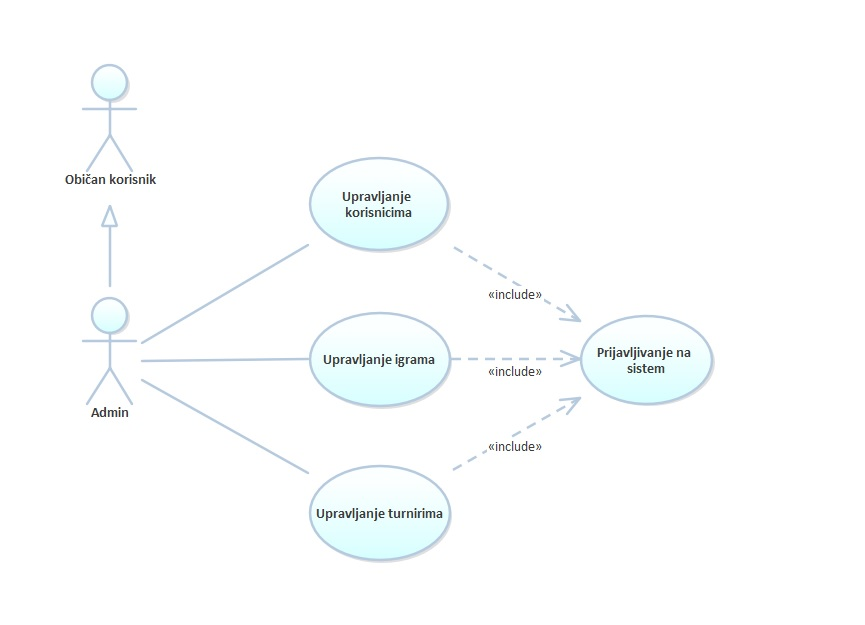 Običan korisnik
Upravljanje
korisnicima
«include»
Admin
Upravljanje igrama
«include»
Prijavljivanje na
sistem
«include»
Upravljanje turnirima